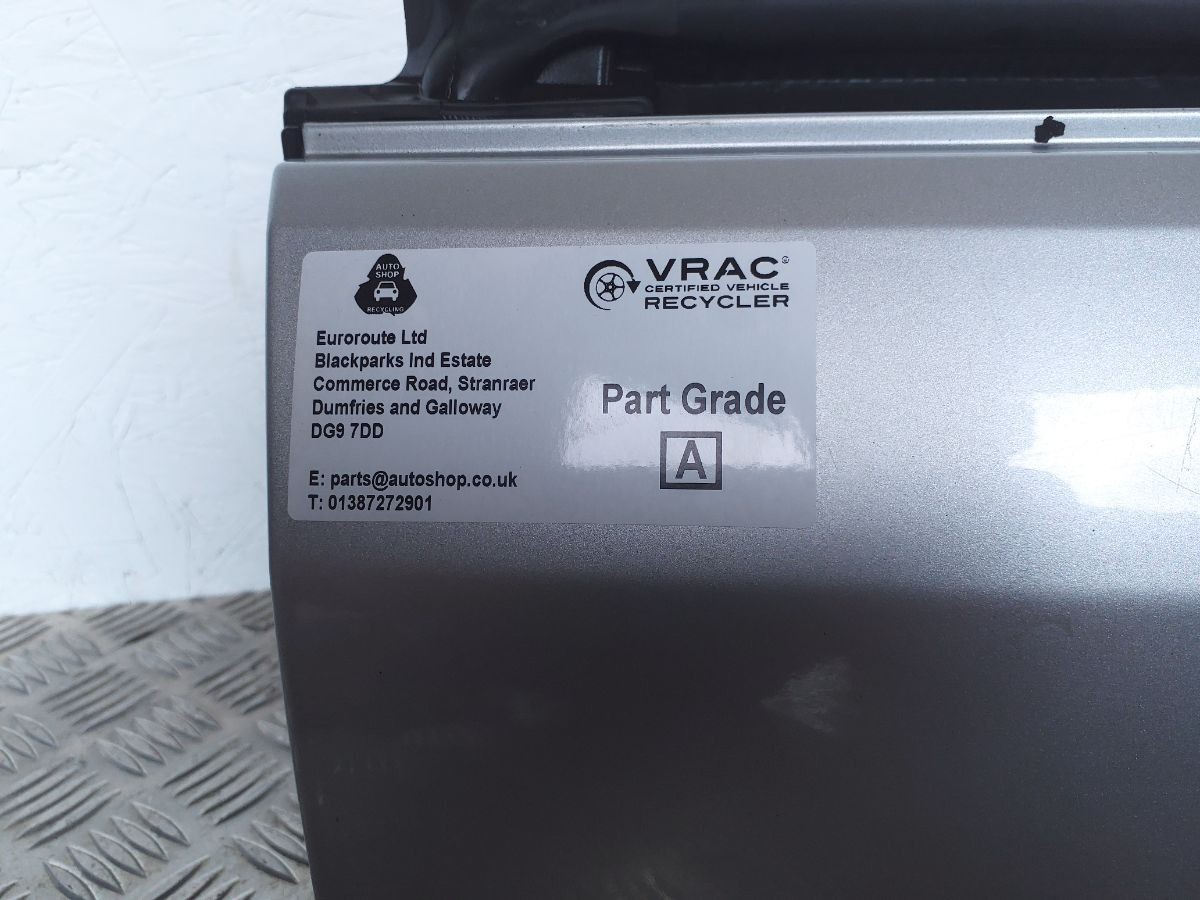 AUTO
SHOP
RECYCLING
VRAC®
CERTIFIED VEHICLE
RECYCLER
Euroroute Ltd
Blackparks Ind Estate
Commerce Road, Stranraer
Dumfries and Galloway
DG9 7DD
E: parts@autoshop.co.uk
T: 01387272901
Part Grade
A